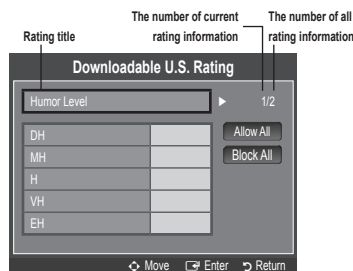 The number of current
The number of all
Rating title
rating information
rating information
Downloadable U.S. Rating
Humor Level
1/2
DH
Allow All
MH
Block All
H
VH
EH
Move
Enter
Return